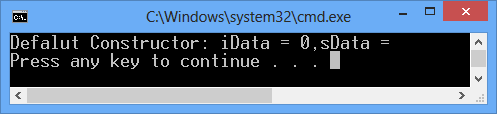 C:\Windows\system32\cmd.exe
Defalut Constructor: iData = 0,sData =
Press any key to continue . . .